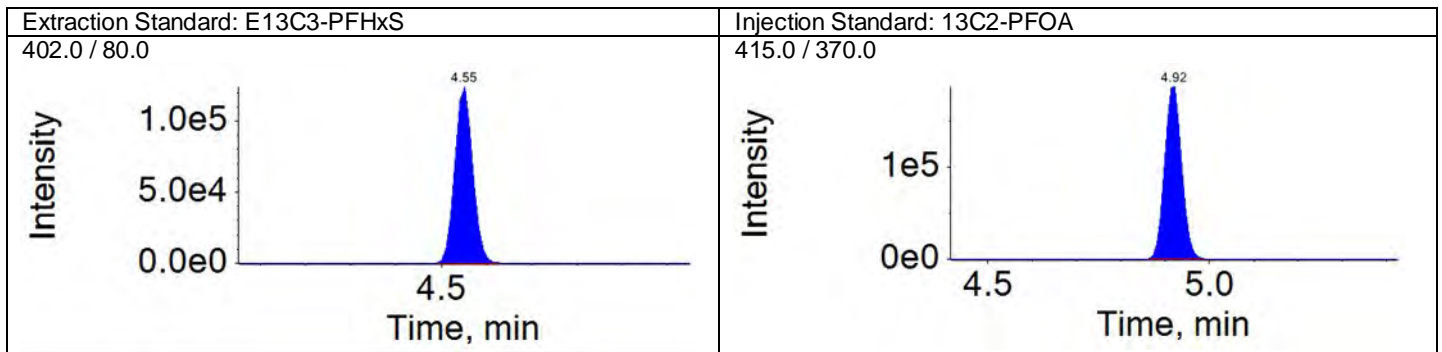 Extraction Standard: E13C3-PFHxS
402.0 / 80.0
4.55
1.0e5
5.0e4
0.0e0
Intensity
4.5
Time, min
Injection Standard: 13C2-PFOA
415.0 / 370.0
4.92
1e5
0e0
Intensity
4.5 5.0
Time, min